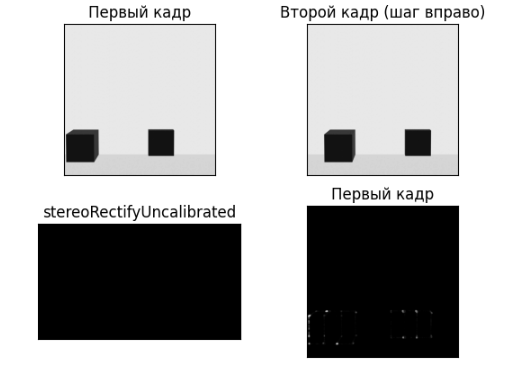 Первый кадр
Второй кадр (шаг вправо)
stereoRectifyUncalibrated
Первый кадр